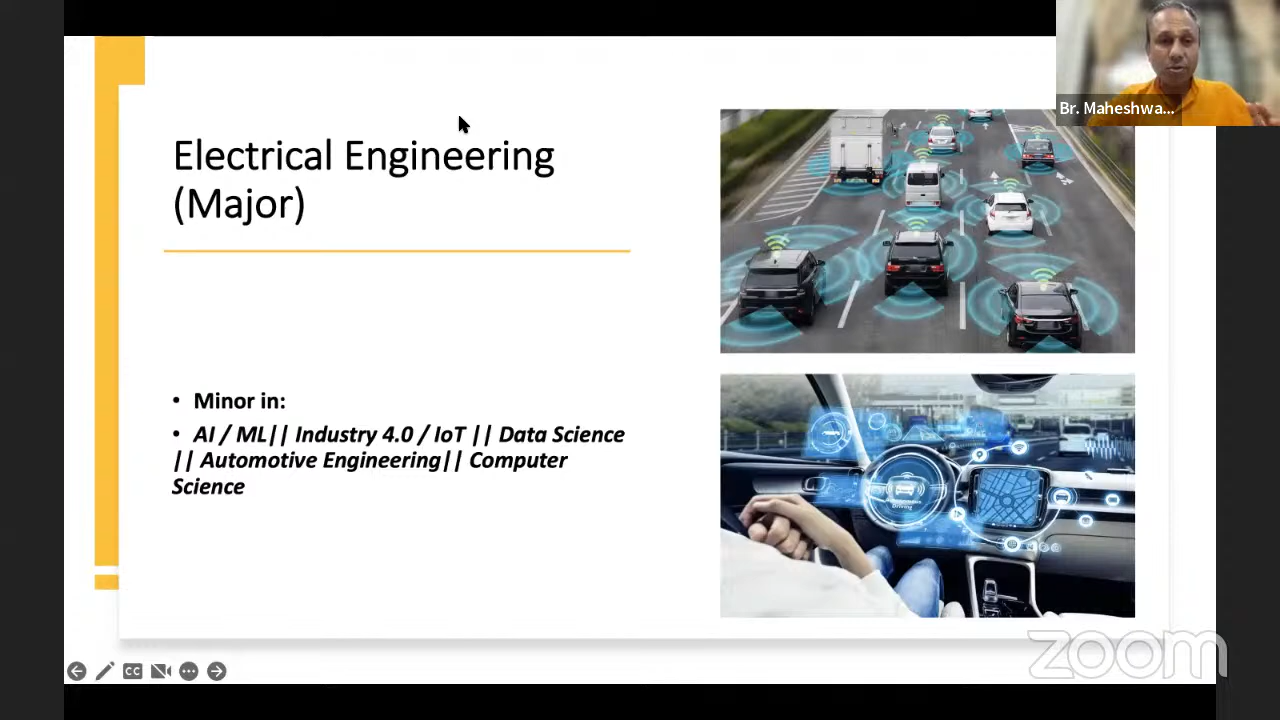 Br. Maheshwa...
Electrical Engineering
(Major)
• Minor in:
• AI / ML|| Industry 4.0 / IoT || Data Science
|| Automotive Engineering|| Computer
Science
CC
zoom